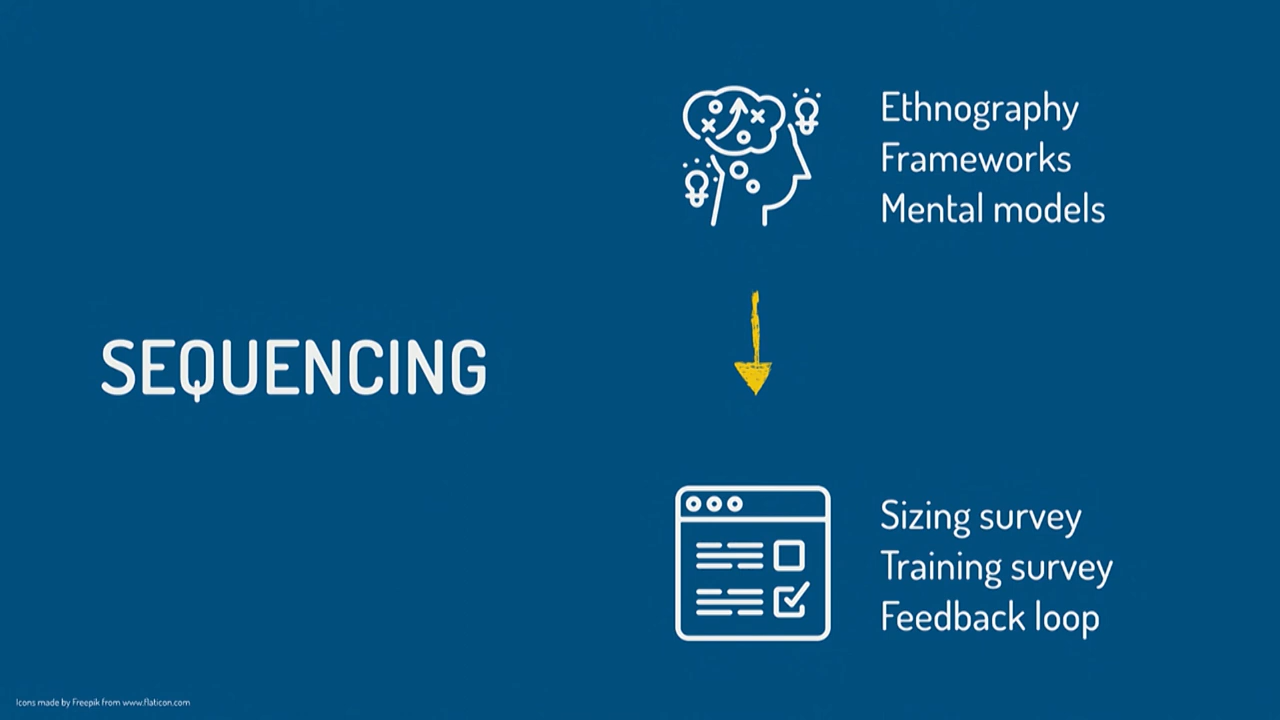 SEQUENCING
Ethnography
Frameworks
Mental models
Sizing survey
Training survey
Feedback loop
Icons made by Freepik from www.flaticon.com